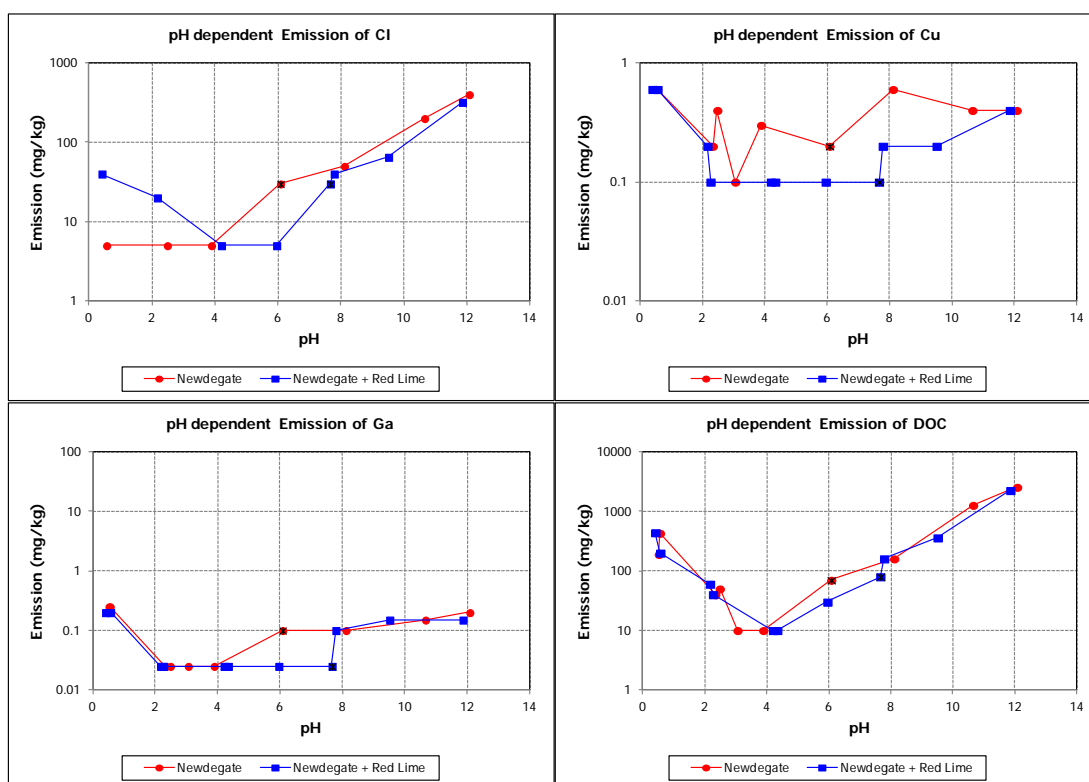 pH dependent Emission of Cl
Emission (mg/kg)
1000
100
10
1
0 2 4 6 8 10 12 14
pH
Newdegate Newdegate + Red Lime
pH dependent Emission of Cu
Emission (mg/kg)
1
0.1
0.01
0 2 4 6 8 10 12 14
pH
Newdegate Newdegate + Red Lime
pH dependent Emission of Ga
Emission (mg/kg)
100
10
1
0.1
0.01
0 2 4 6 8 10 12 14
pH
Newdegate Newdegate + Red Lime
pH dependent Emission of DOC
Emission (mg/kg)
10000
1000
100
10
1
0 2 4 6 8 10 12 14
pH
Newdegate Newdegate + Red Lime